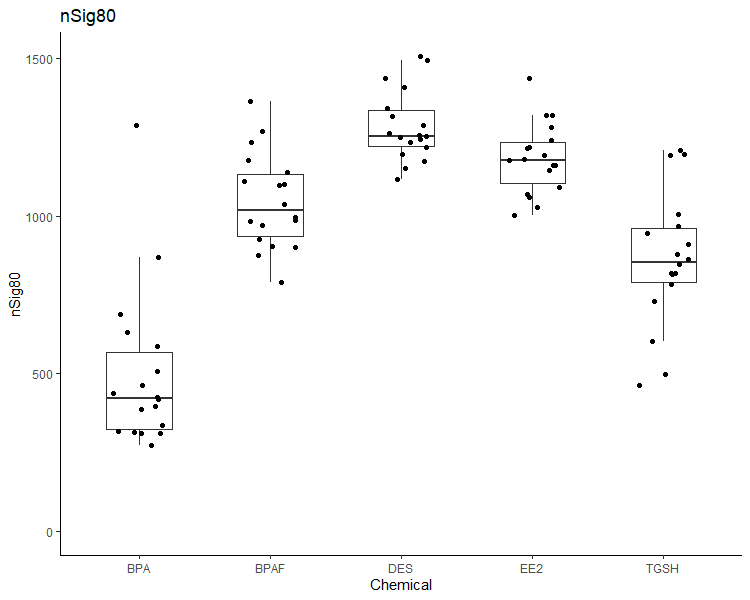 nSig80
1500
1000
500
0
nSig80
BPA BPAF DES EE2 TGSH
Chemical